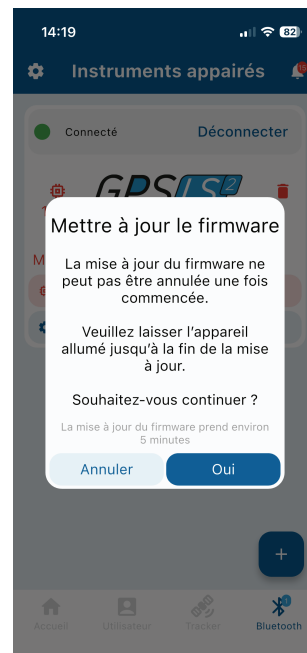 14:19
82
Instruments appairés
15
Connecté
Déconnecter
GPS LS 2
Mettre à jour le firmware
La mise à jour du firmware ne
peut pas être annulée une fois
commencée.
Veuillez laisser l'appareil
allumé jusqu'à la fin de la mise
à jour.
Souhaitez-vous continuer ?
La mise à jour du firmware prend environ
5 minutes
Annuler
Oui
+
Accueil
Utilisateur
Tracker
1
Bluetooth